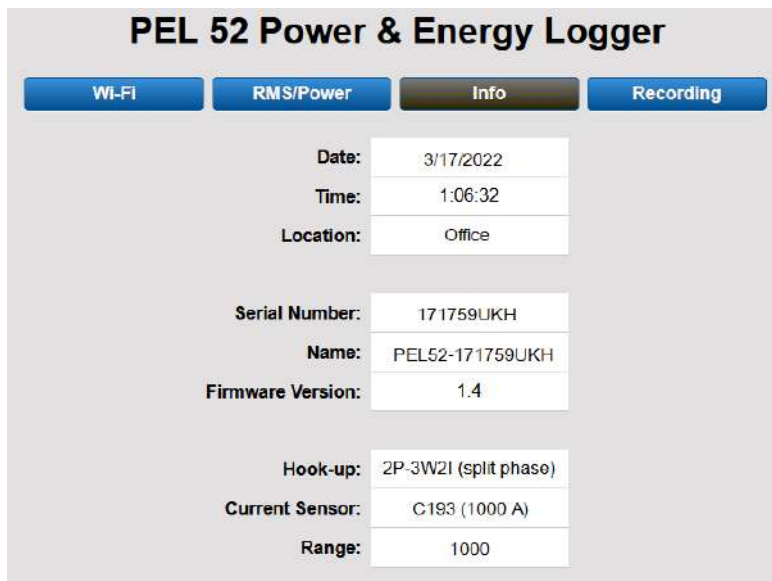 PEL 52 Power & Energy Logger
Wi-Fi RMS/Power Info Recording
Date: 3/17/2022
Time: 1:06:32
Location: Office
Serial Number: 171759UKH
Name: PEL52-171759UKH
Firmware Version: 1.4
Hook-up: 2P-3W2I (split phase)
Current Sensor: C193 (1000 A)
Range: 1000